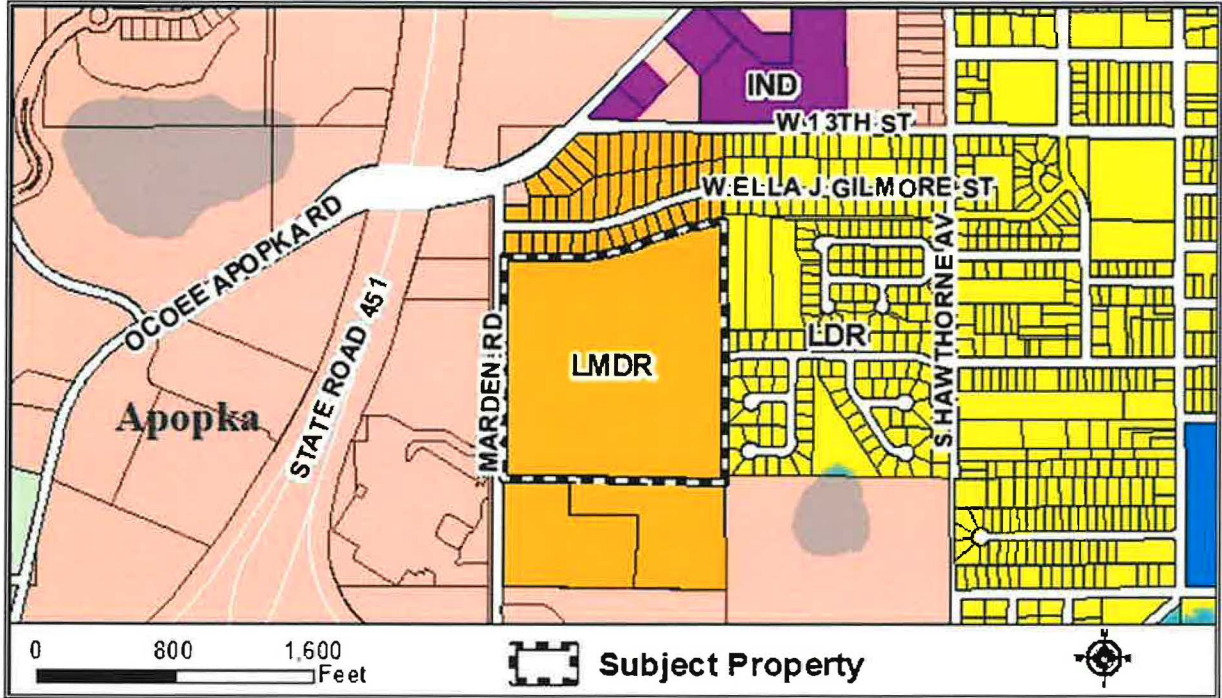 IND
W 13TH ST
W ELLA J GILMORE ST
OCOEE APOPKA RD
STATE ROAD 451
MARDEN RD
S HAWTHORNE AV
LDR
LMDR
Apopka
0 800 1,600
Feet
Subject Property
N